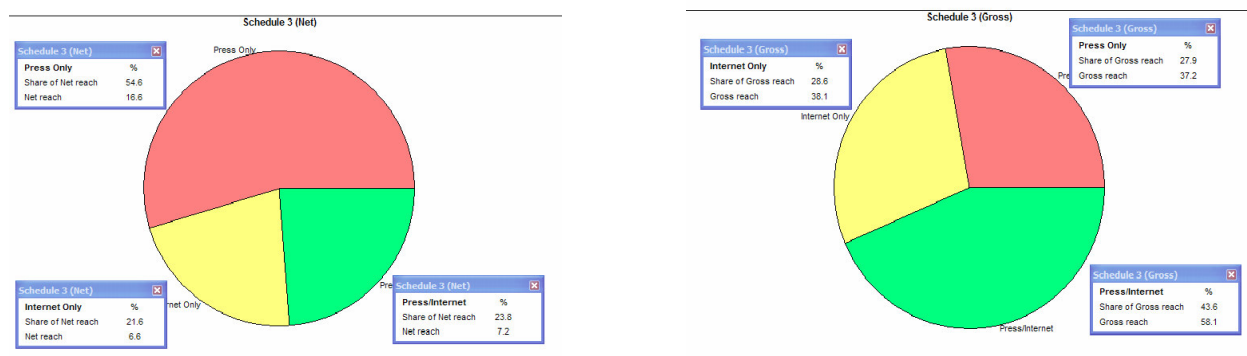 Schedule 3 (Net)
Schedule 3 (Net)
Press Only %
Share of Net reach 54.6
Net reach 16.6
Press Only
Schedule 3 (Net)
Internet Only %
Share of Net reach 21.6
Net reach 6.6
Only
Schedule 3 (Net)
Press/Internet %
Share of Net reach 23.8
Net reach 7.2
Schedule 3 (Gross)
Schedule 3 (Gross)
Internet Only %
Share of Gross reach 28.6
Gross reach 38.1
Internet Only
Schedule 3 (Gross)
Press Only %
Share of Gross reach 27.9
Gross reach 37.2
Schedule 3 (Gross)
Press/Internet %
Share of Gross reach 43.6
Gross reach 58.1
Press/Internet